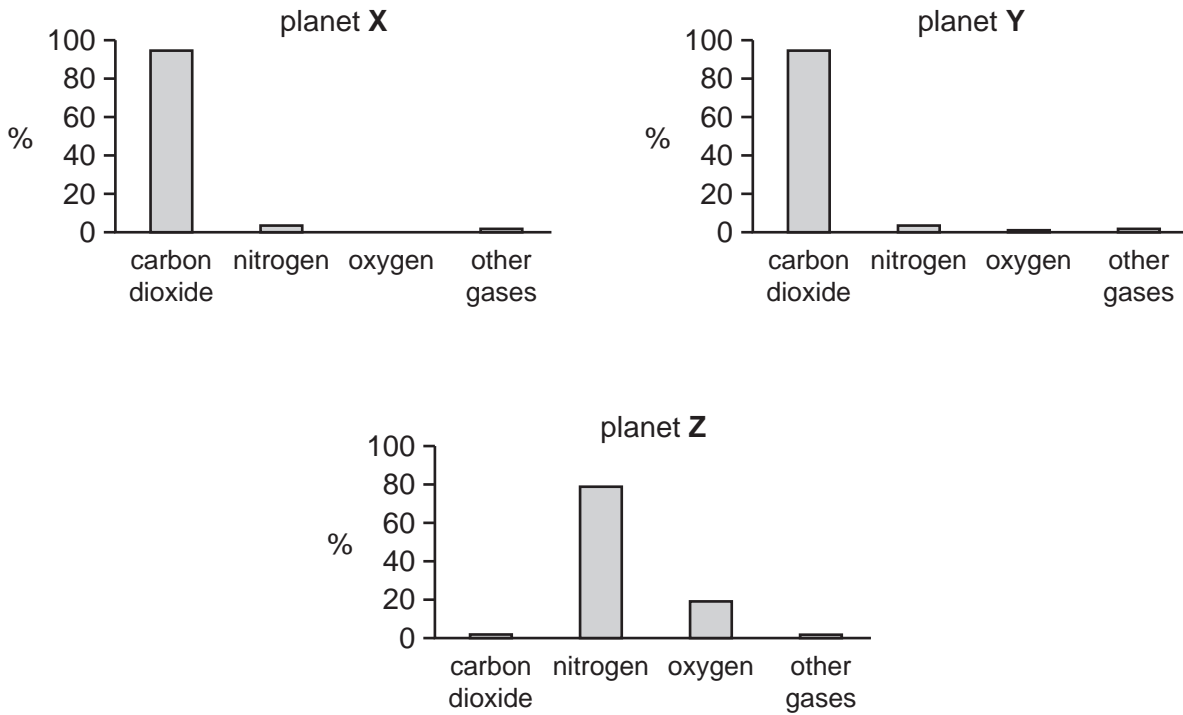 planet X
100
80
60
%
40
20
0
carbon dioxide
nitrogen
oxygen
other gases
planet Y
100
80
60
%
40
20
0
carbon dioxide
nitrogen
oxygen
other gases
planet Z
100
80
60
%
40
20
0
carbon dioxide
nitrogen
oxygen
other gases